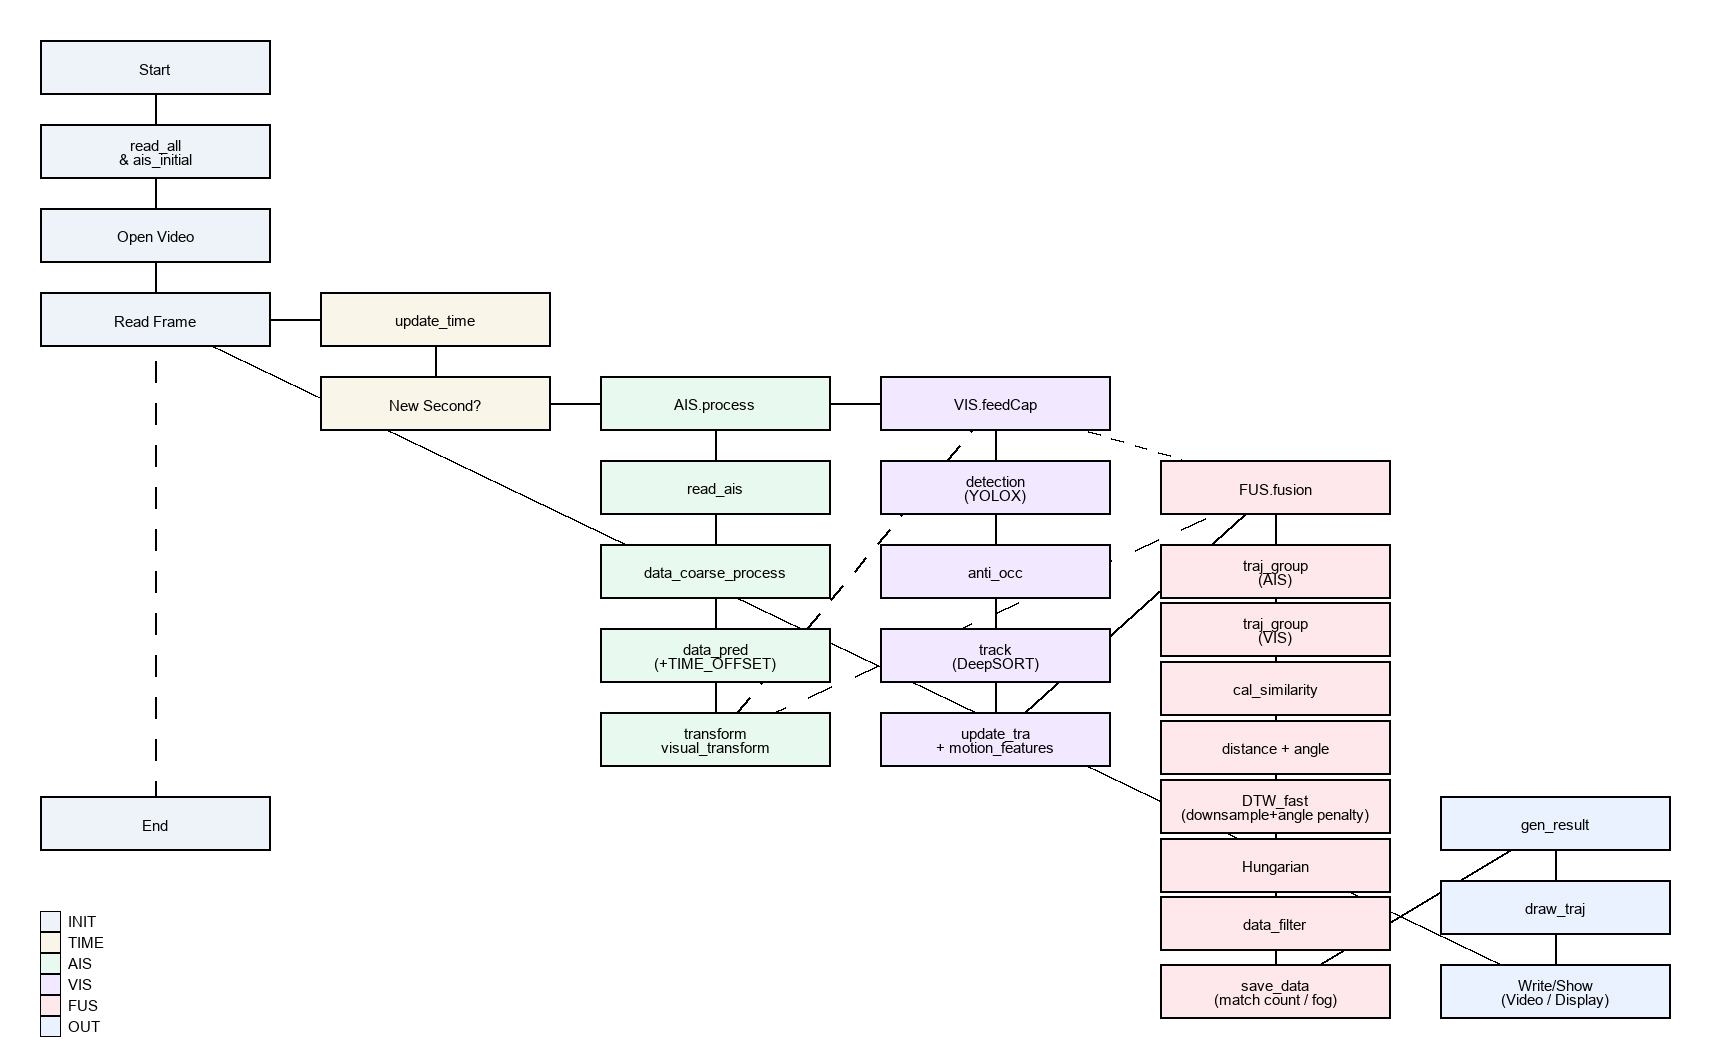 Start
read_all
& ais_initial
Open Video
Read Frame
update_time
New Second?
AIS.process
read_ais
data_coarse_process
data_pred
(+TIME_OFFSET)
transform
visual_transform
VIS.feedCap
detection
(YOLOX)
anti_occ
track
(DeepSORT)
update_tra
+ motion_features
FUS.fusion
traj_group
(AIS)
traj_group
(VIS)
cal_similarity
distance + angle
DTW_fast
(downsample+angle penalty)
Hungarian
data_filter
save_data
(match count / fog)
gen_result
draw_traj
Write/Show
(Video / Display)
End
INIT
TIME
AIS
VIS
FUS
OUT